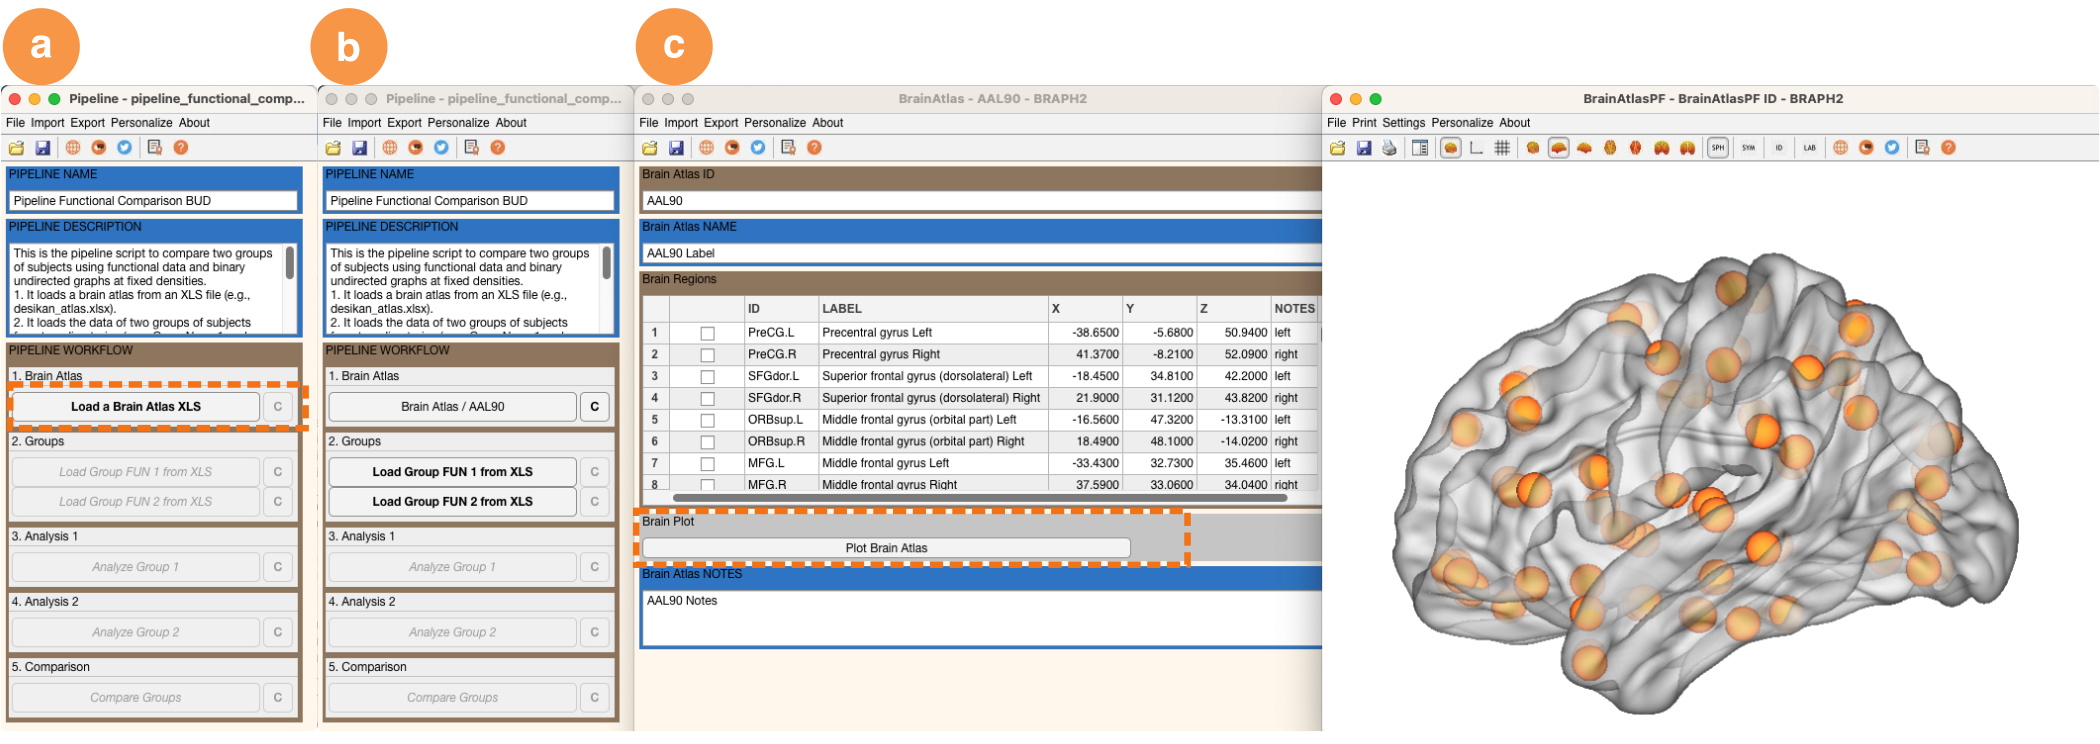 a
b
c
Pipeline - pipeline_functional_comp...
File Import Export Personalize About
PIPELINE NAME
Pipeline Functional Comparison BUD
PIPELINE DESCRIPTION
This is the pipeline script to compare two groups
of subjects using functional data and binary
undirected graphs at fixed densities.
1. It loads a brain atlas from an XLS file (e.g.,
desikan_atlas.xlsx).
2. It loads the data of two groups of subjects
PIPELINE WORKFLOW
1. Brain Atlas
Load a Brain Atlas XLS C
2. Groups
Load Group FUN 1 from XLS C
Load Group FUN 2 from XLS C
3. Analysis 1
Analyze Group 1 C
4. Analysis 2
Analyze Group 2 C
5. Comparison
Compare Groups C
Pipeline - pipeline_functional_comp...
File Import Export Personalize About
PIPELINE NAME
Pipeline Functional Comparison BUD
PIPELINE DESCRIPTION
This is the pipeline script to compare two groups
of subjects using functional data and binary
undirected graphs at fixed densities.
1. It loads a brain atlas from an XLS file (e.g.,
desikan_atlas.xlsx).
2. It loads the data of two groups of subjects
PIPELINE WORKFLOW
1. Brain Atlas
Brain Atlas / AAL90 C
2. Groups
Load Group FUN 1 from XLS C
Load Group FUN 2 from XLS C
3. Analysis 1
Analyze Group 1 C
4. Analysis 2
Analyze Group 2 C
5. Comparison
Compare Groups C
BrainAtlas - AAL90 - BRAPH2
File Import Export Personalize About
Brain Atlas ID
AAL90
Brain Atlas NAME
AAL90 Label
Brain Regions
ID LABEL X Y Z NOTES
1 PreCG.L Precentral gyrus Left -38.6500 -5.6800 50.9400 left
2 PreCG.R Precentral gyrus Right 41.3700 -8.2100 52.0900 right
3 SFGdor.L Superior frontal gyrus (dorsolateral) Left -18.4500 34.8100 42.2000 left
4 SFGdor.R Superior frontal gyrus (dorsolateral) Right 21.9000 31.1200 43.8200 right
5 ORBsup.L Middle frontal gyrus (orbital part) Left -16.5600 47.3200 -13.3100 left
6 ORBsup.R Middle frontal gyrus (orbital part) Right 18.4900 48.1000 -14.0200 right
7 MFG.L Middle frontal gyrus Left -33.4300 32.7300 35.4600 left
8 MFG.R Middle frontal gyrus Right 37.5900 33.0600 34.0400 right
Brain Plot
Plot Brain Atlas
Brain Atlas NOTES
AAL90 Notes
BrainAtlasPF - BrainAtlasPF ID - BRAPH2
File Print Settings Personalize About
SPH SYM ID LAB